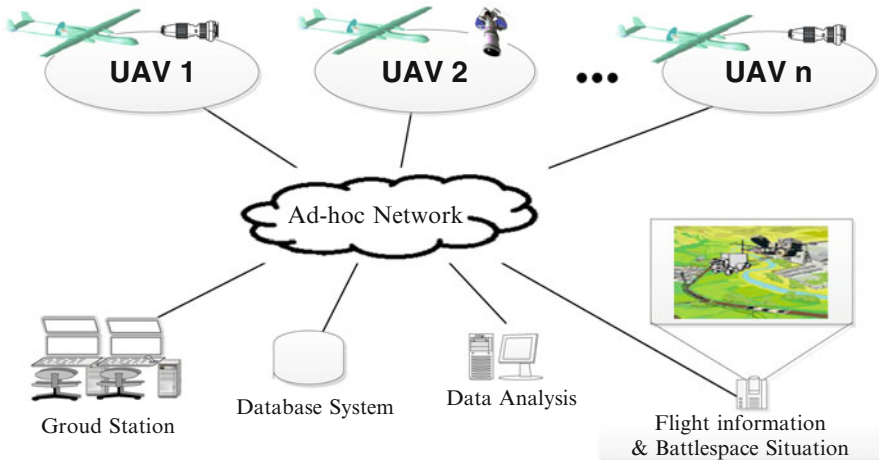 UAV 1
UAV 2
•••
UAV n
Ad-hoc Network
Groud Station
Database System
Data Analysis
Flight information
& Battlespace Situation